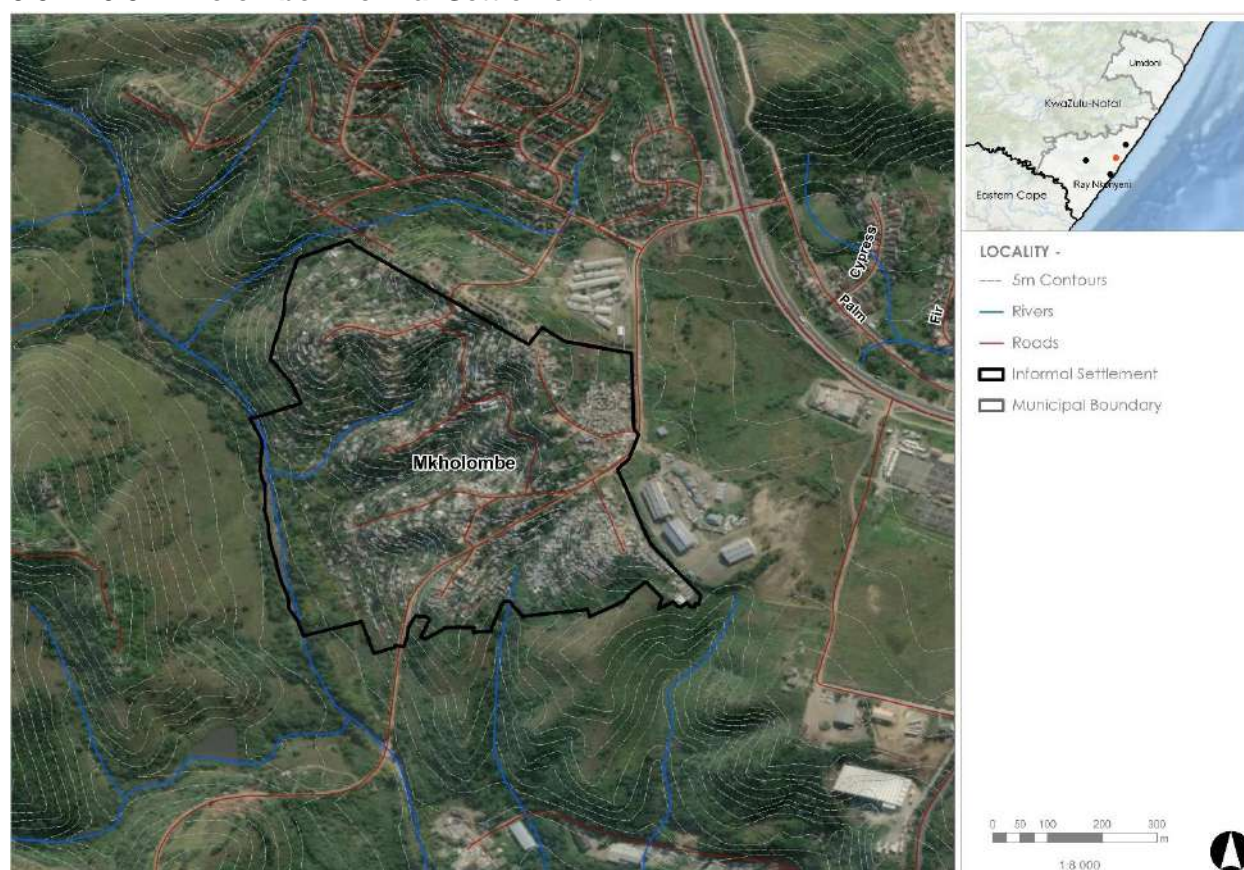 Mkholombe
Cypress
Palm
Fir
Umdoni
KwaZulu-Natal
Ray Nkonyeni
Eastern Cape
LOCALITY -
5m Contours
Rivers
Roads
Informal Settlement
Municipal Boundary
0 50 100 200 300
m
1:8 000